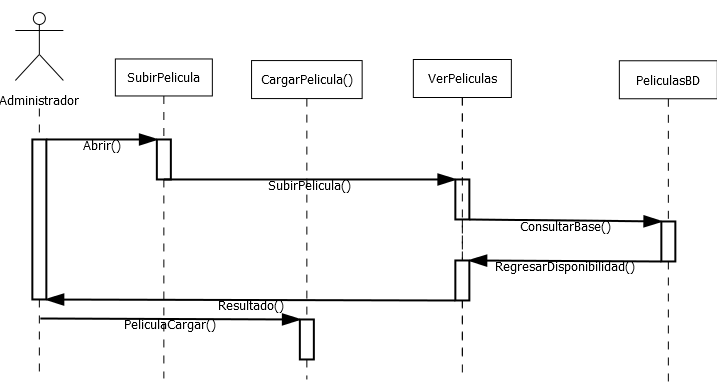 SubirPelicula
CargarPelicula()
VerPeliculas
PeliculasBD
Administrador
Abrir()
SubirPelicula()
ConsultarBase()
RegresarDisponibilidad()
Resultado()
PeliculaCargar()